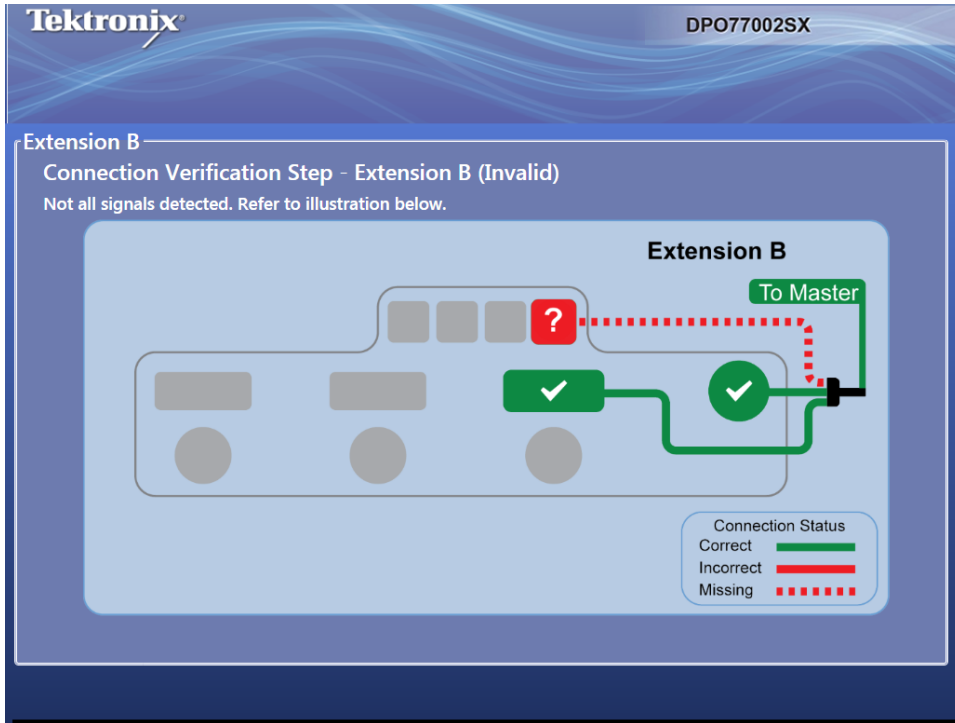 Tektronix
DPO77002SX
Extension B
Connection Verification Step - Extension B (Invalid)
Not all signals detected. Refer to illustration below.
Extension B
To Master
?
Connection Status
Correct
Incorrect
Missing